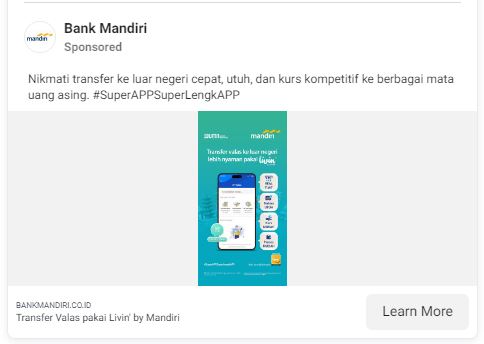 mandiri
Bank Mandiri
Sponsored
Nikmati transfer ke luar negeri cepat, utuh, dan kurs kompetitif ke berbagai mata
uang asing. #SuperAPPSuperLengkAPP
BUMN
mandiri
Transfer valas ke luar negeri
lebih nyaman pakai livin'
BANKMANDIRI.CO.ID
Transfer Valas pakai Livin' by Mandiri
Learn More